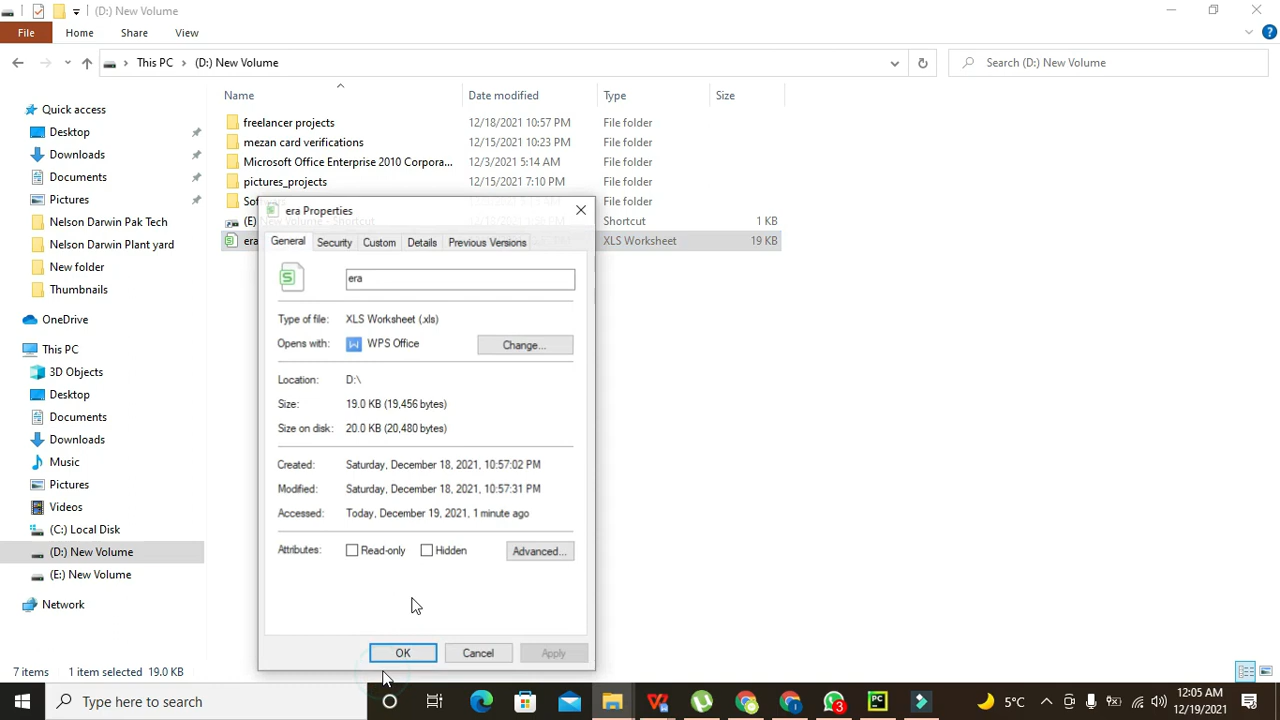 (D:) New Volume
File Home Share View
This PC (D:) New Volume Search (D:) New Volume
Name Date modified Type Size
Quick access
Desktop
Downloads
Documents
Pictures
Nelson Darwin Pak Tech
Nelson Darwin Plant yard
New folder
Thumbnails
OneDrive
This PC
3D Objects
Desktop
Documents
Downloads
Music
Pictures
Videos
(C:) Local Disk
(D:) New Volume
(E:) New Volume
Network
freelancer projects 12/18/2021 10:57 PM File folder
mezan card verifications 12/15/2021 10:23 PM File folder
Microsoft Office Enterprise 2010 Corpora... 12/3/2021 5:14 AM File folder
pictures_projects 12/15/2021 7:10 PM File folder
File folder
Shortcut 1 KB
era XLS Worksheet 19 KB
era Properties
General Security Custom Details Previous Versions
era
Type of file: XLS Worksheet (.xls)
Opens with: WPS Office Change...
Location: D:\
Size: 19.0 KB (19,456 bytes)
Size on disk: 20.0 KB (20,480 bytes)
Created: Saturday, December 18, 2021, 10:57:02 PM
Modified: Saturday, December 18, 2021, 10:57:31 PM
Accessed: Today, December 19, 2021, 1 minute ago
Attributes: Read-only Hidden Advanced...
OK Cancel Apply
7 items 1 item selected 19.0 KB
Type here to search
3
5°C
12:05 AM
12/19/2021